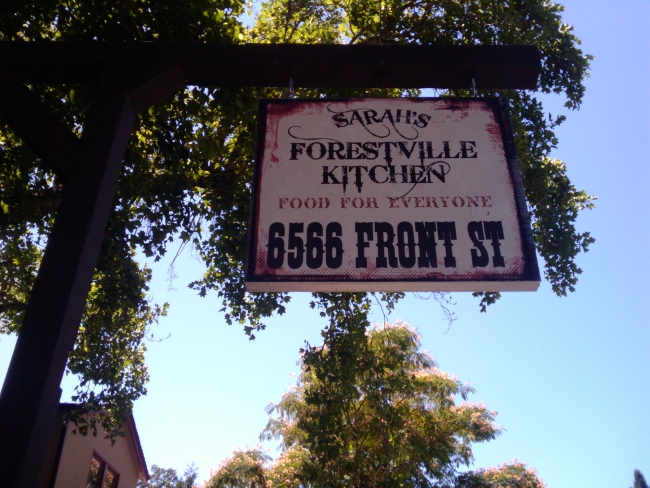 SARAH'S
FORESTVILLE
KITCHEN
FOOD FOR EVERYONE
6566 FRONT ST